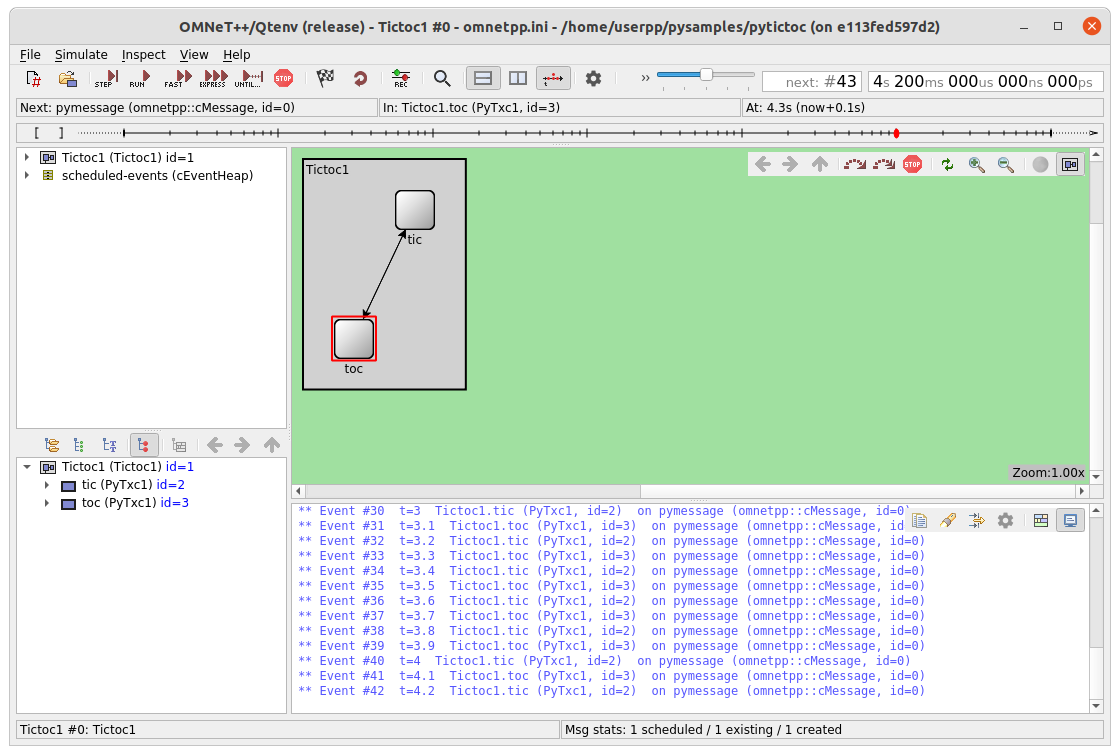 OMNeT++/Qtenv (release) - Tictoc1 #0 - omnetpp.ini - /home/userpp/pysamples/pytictoc (on e113fed597d2)
File Simulate Inspect View Help
STEP RUN FAST EXPRESS UNTIL... STOP REC » next: #43 4s 200ms 000us 000ns 000ps
Next: pymessage (omnetpp::cMessage, id=0) In: Tictoc1.toc (PyTxc1, id=3) At: 4.3s (now+0.1s)
[ ]
Tictoc1 (Tictoc1) id=1
scheduled-events (cEventHeap)
Tictoc1
STOP
tic
toc
Zoom:1.00x
Tictoc1 (Tictoc1) id=1
tic (PyTxc1) id=2
toc (PyTxc1) id=3
** Event #30 t=3 Tictoc1.tic (PyTxc1, id=2) on pymessage (omnetpp::cMessage, id=0)
** Event #31 t=3.1 Tictoc1.toc (PyTxc1, id=3) on pymessage (omnetpp::cMessage, id=0)
** Event #32 t=3.2 Tictoc1.tic (PyTxc1, id=2) on pymessage (omnetpp::cMessage, id=0)
** Event #33 t=3.3 Tictoc1.toc (PyTxc1, id=3) on pymessage (omnetpp::cMessage, id=0)
** Event #34 t=3.4 Tictoc1.tic (PyTxc1, id=2) on pymessage (omnetpp::cMessage, id=0)
** Event #35 t=3.5 Tictoc1.toc (PyTxc1, id=3) on pymessage (omnetpp::cMessage, id=0)
** Event #36 t=3.6 Tictoc1.tic (PyTxc1, id=2) on pymessage (omnetpp::cMessage, id=0)
** Event #37 t=3.7 Tictoc1.toc (PyTxc1, id=3) on pymessage (omnetpp::cMessage, id=0)
** Event #38 t=3.8 Tictoc1.tic (PyTxc1, id=2) on pymessage (omnetpp::cMessage, id=0)
** Event #39 t=3.9 Tictoc1.toc (PyTxc1, id=3) on pymessage (omnetpp::cMessage, id=0)
** Event #40 t=4 Tictoc1.tic (PyTxc1, id=2) on pymessage (omnetpp::cMessage, id=0)
** Event #41 t=4.1 Tictoc1.toc (PyTxc1, id=3) on pymessage (omnetpp::cMessage, id=0)
** Event #42 t=4.2 Tictoc1.tic (PyTxc1, id=2) on pymessage (omnetpp::cMessage, id=0)
Tictoc1 #0: Tictoc1 Msg stats: 1 scheduled / 1 existing / 1 created